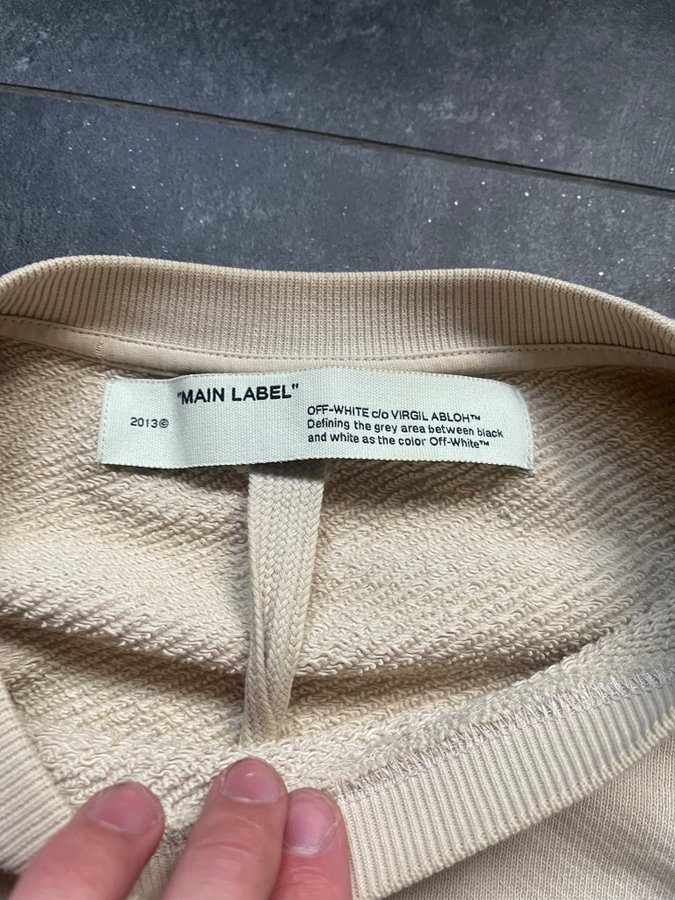 "MAIN LABEL"
2013©
OFF-WHITE c/o VIRGIL ABLOH™
Defining the grey area between black
and white as the color Off-White™